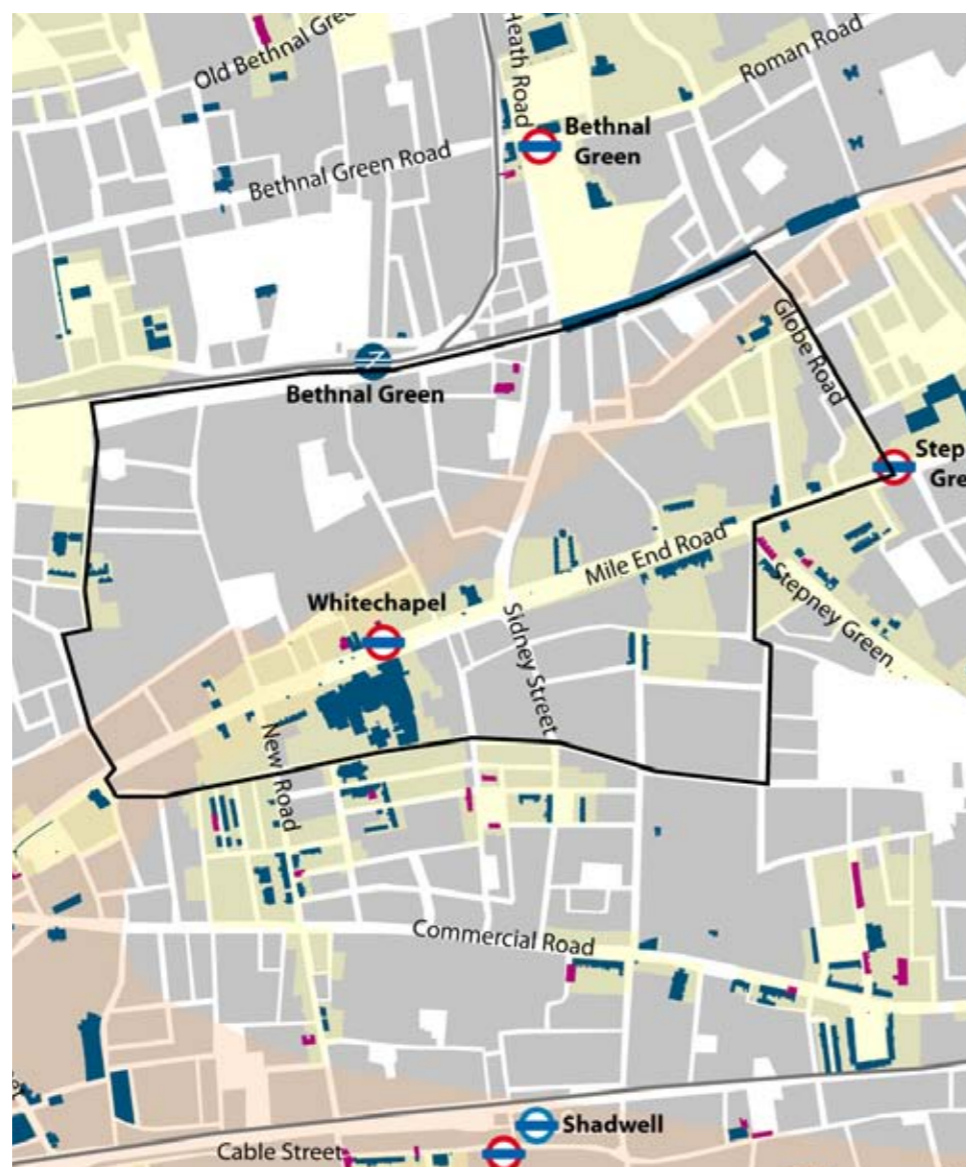 Old Bethnal Gree
Heath Road
Roman Road
Bethnal
Green
Bethnal Green Road
Globe Road
Bethnal Green
Step
Gre
Mile End Road
Whitechapel
Sidney Street
Stepney Green
New Road
Commercial Road
Shadwell
Cable Street